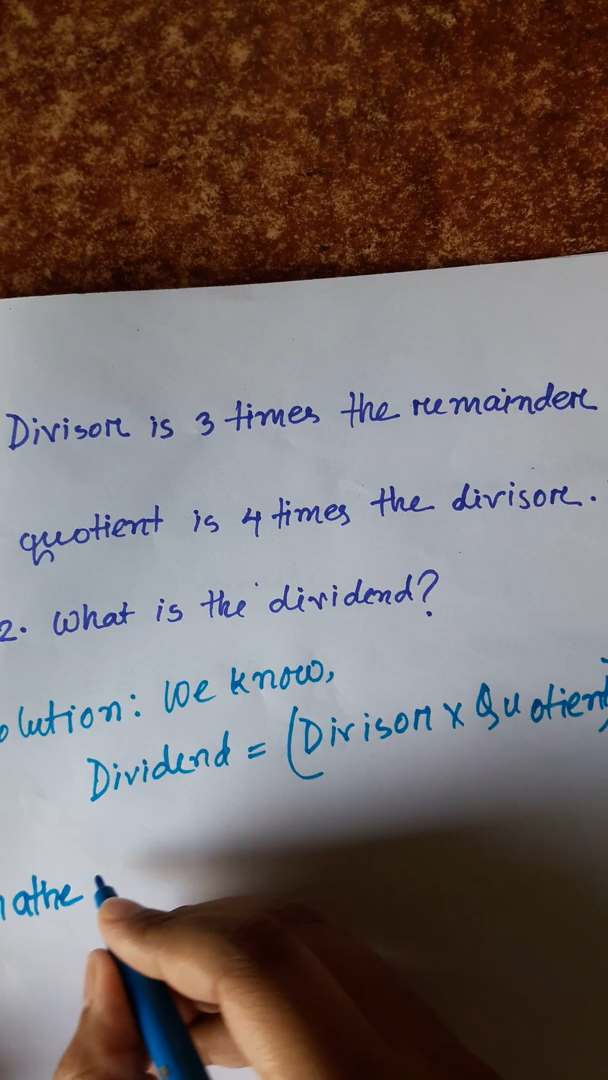 Divisor is 3 times the remainder
quotient is 4 times the divisor.
2. What is the dividend?
olution: We know,
Dividend = (Divisor x Quotient)
athe